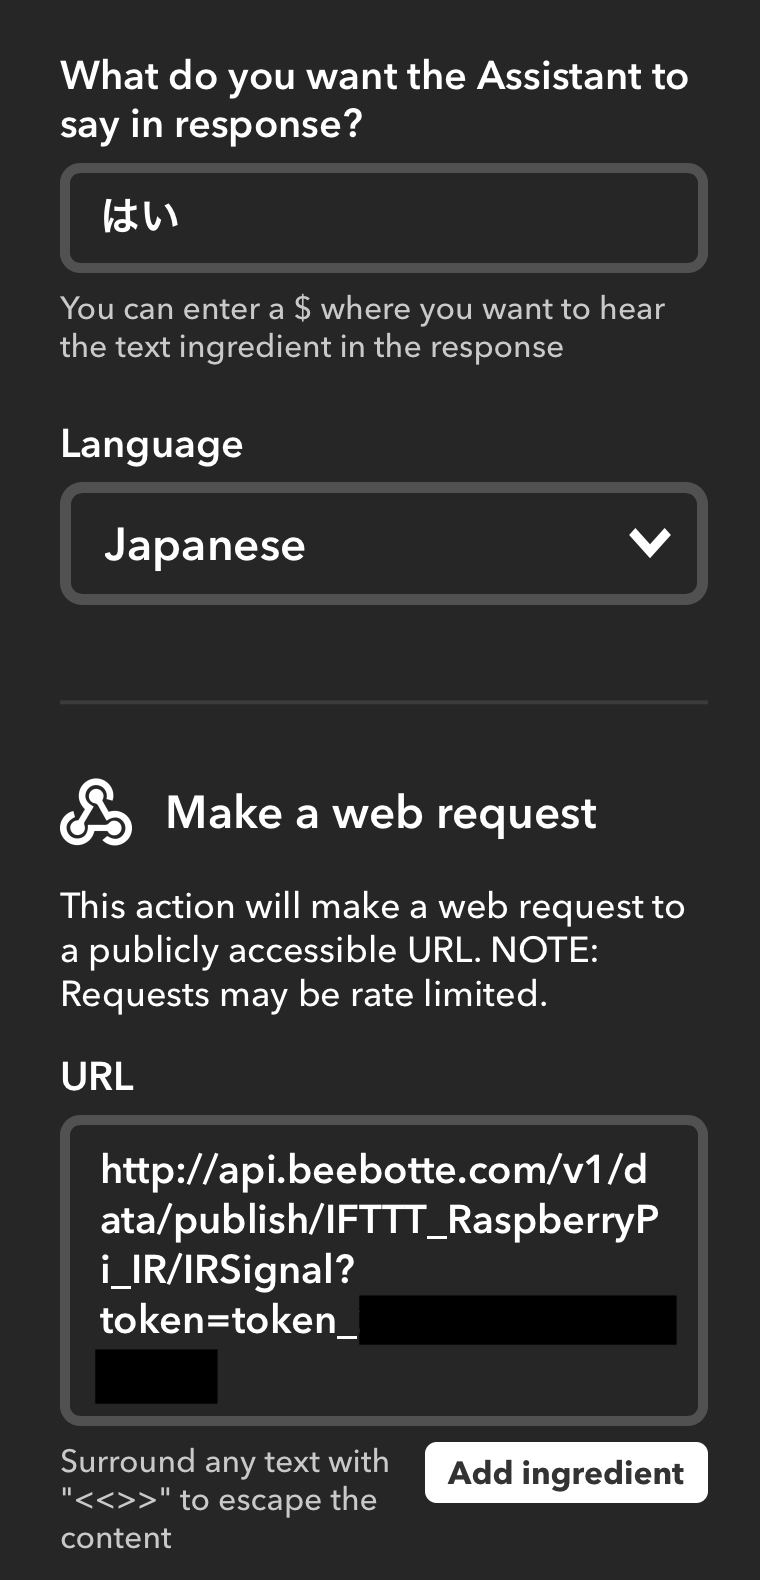 What do you want the Assistant to
say in response?
はい
You can enter a $ where you want to hear
the text ingredient in the response
Language
Japanese
Make a web request
This action will make a web request to
a publicly accessible URL. NOTE:
Requests may be rate limited.
URL
http://api.beebotte.com/v1/d
ata/publish/IFTTT_RaspberryP
i_IR/IRSignal?
token=token_
Surround any text with
"<<>>" to escape the
content
Add ingredient